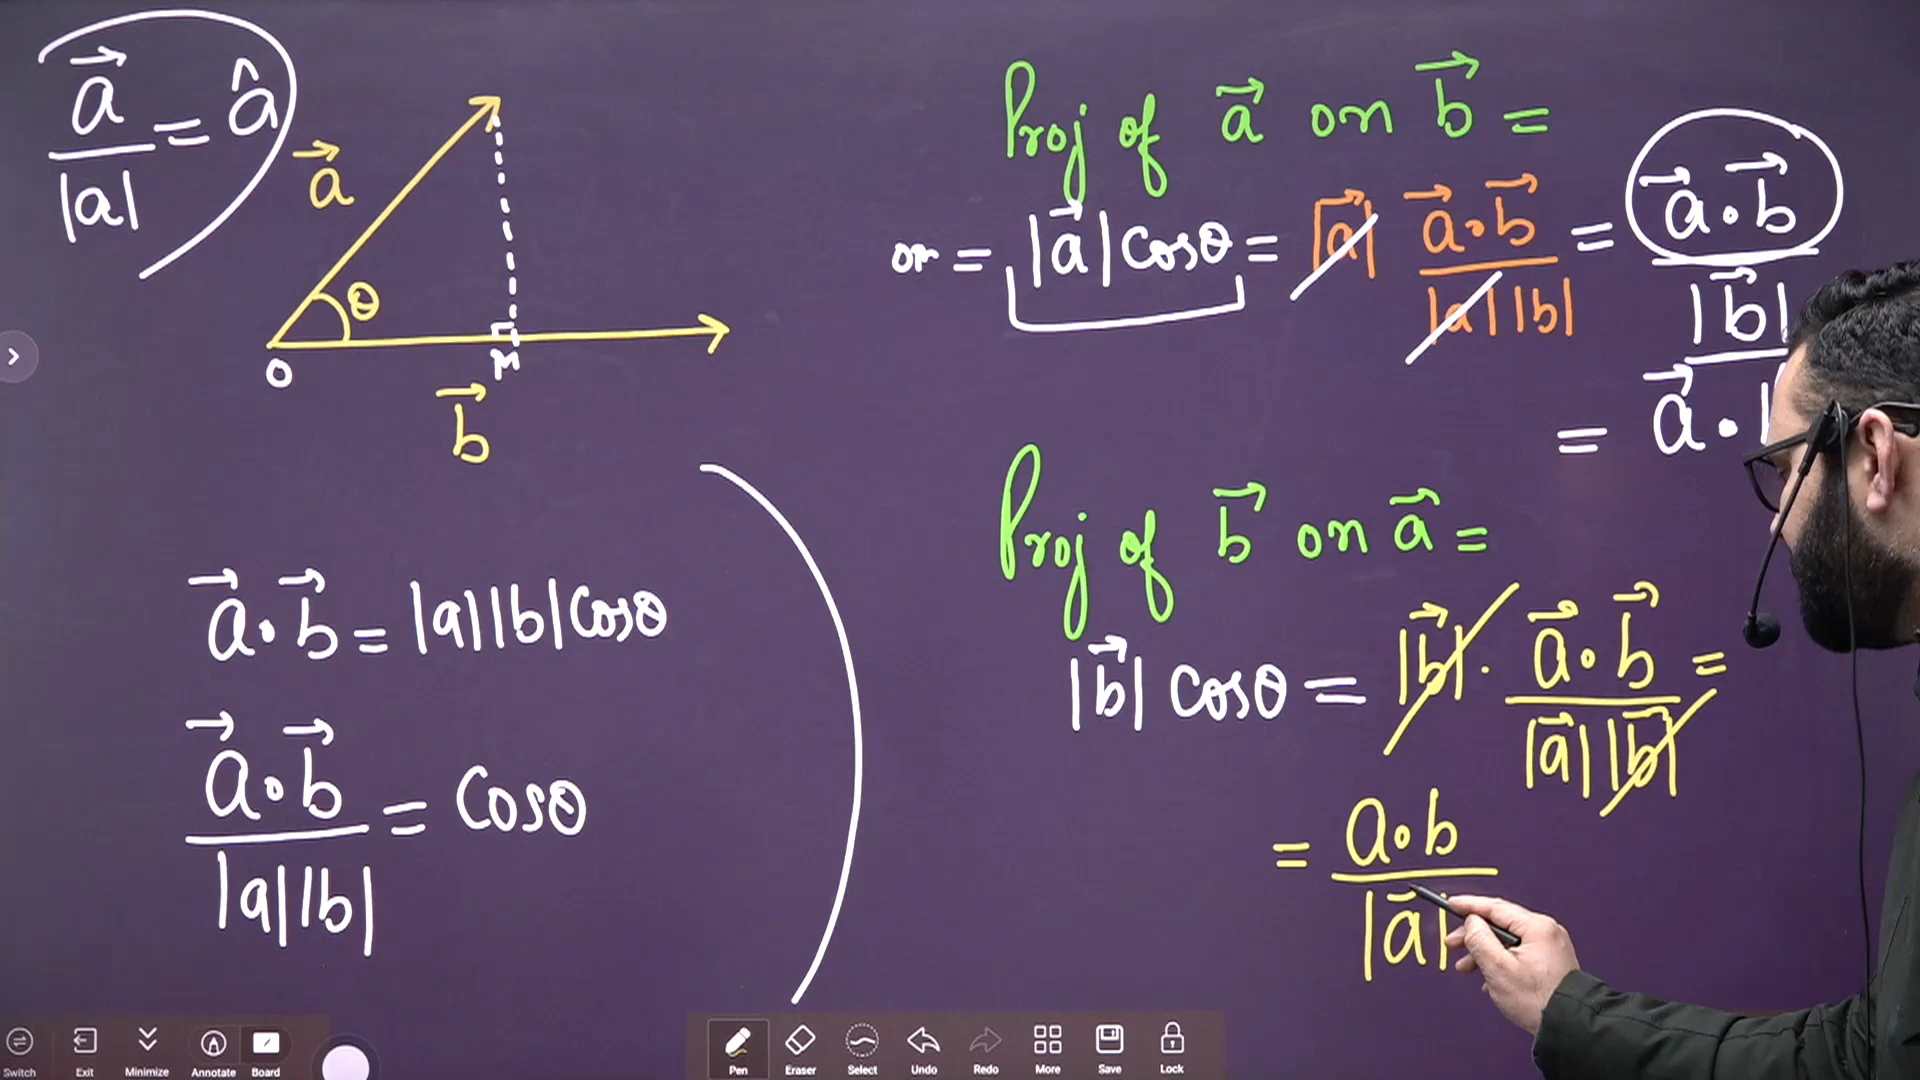 a⃗/|a| = â
a⃗
θ
O
M
b⃗
a⃗·b⃗ = |a||b|cosθ
a⃗·b⃗/|a||b| = cosθ
Proj of a⃗ on b⃗ =
or = |a⃗|cosθ = |a⃗| a⃗·b⃗/|a||b| = a⃗·b⃗/|b⃗|
= a⃗·
Proj of b⃗ on a⃗ =
|b⃗| cosθ = |b⃗| · a⃗·b⃗/|a⃗||b⃗| =
= a·b/|a̅|
Switch
Exit
Minimize
Annotate
Board
Pen
Eraser
Select
Undo
Redo
More
Save
Lock